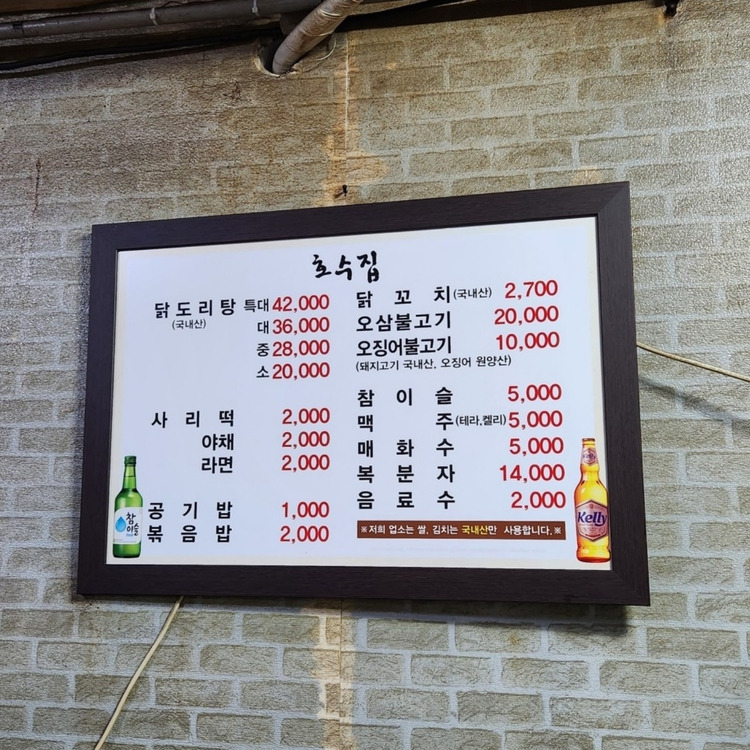 호수집
닭도리탕 특대 42,000
(국내산) 대 36,000
중 28,000
소 20,000
사리떡 2,000
야채 2,000
라면 2,000
공기밥 1,000
볶음밥 2,000
닭꼬치(국내산) 2,700
오삼불고기 20,000
오징어불고기 10,000
(돼지고기 국내산, 오징어 원양산)
참이슬 5,000
맥주(테라,켈리) 5,000
매화수 5,000
복분자 14,000
음료수 2,000
※저희 업소는 쌀, 김치는 국내산만 사용합니다.※
참이슬
Kelly